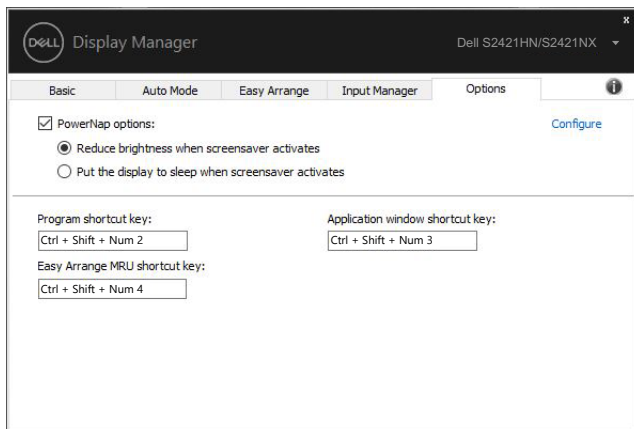 x
DELL Display Manager Dell S2421HN/S2421NX
Basic Auto Mode Easy Arrange Input Manager Options i
PowerNap options: Configure
Reduce brightness when screensaver activates
Put the display to sleep when screensaver activates
Program shortcut key: Application window shortcut key:
Ctrl + Shift + Num 2 Ctrl + Shift + Num 3
Easy Arrange MRU shortcut key:
Ctrl + Shift + Num 4